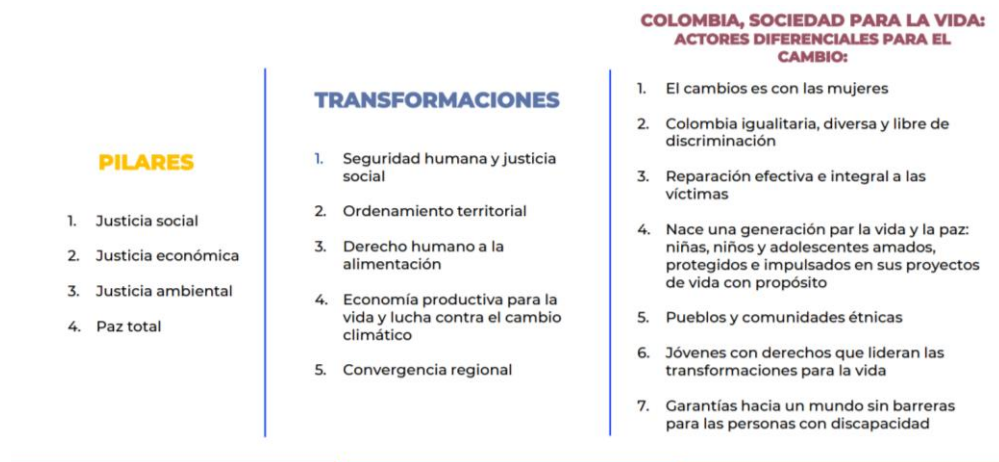 PILARES
1. Justicia social
2. Justicia económica
3. Justicia ambiental
4. Paz total
TRANSFORMACIONES
1. Seguridad humana y justicia
social
2. Ordenamiento territorial
3. Derecho humano a la
alimentación
4. Economía productiva para la
vida y lucha contra el cambio
climático
5. Convergencia regional
COLOMBIA, SOCIEDAD PARA LA VIDA:
ACTORES DIFERENCIALES PARA EL
CAMBIO:
1. El cambios es con las mujeres
2. Colombia igualitaria, diversa y libre de
discriminación
3. Reparación efectiva e integral a las
víctimas
4. Nace una generación par la vida y la paz:
niñas, niños y adolescentes amados,
protegidos e impulsados en sus proyectos
de vida con propósito
5. Pueblos y comunidades étnicas
6. Jóvenes con derechos que lideran las
transformaciones para la vida
7. Garantías hacia un mundo sin barreras
para las personas con discapacidad